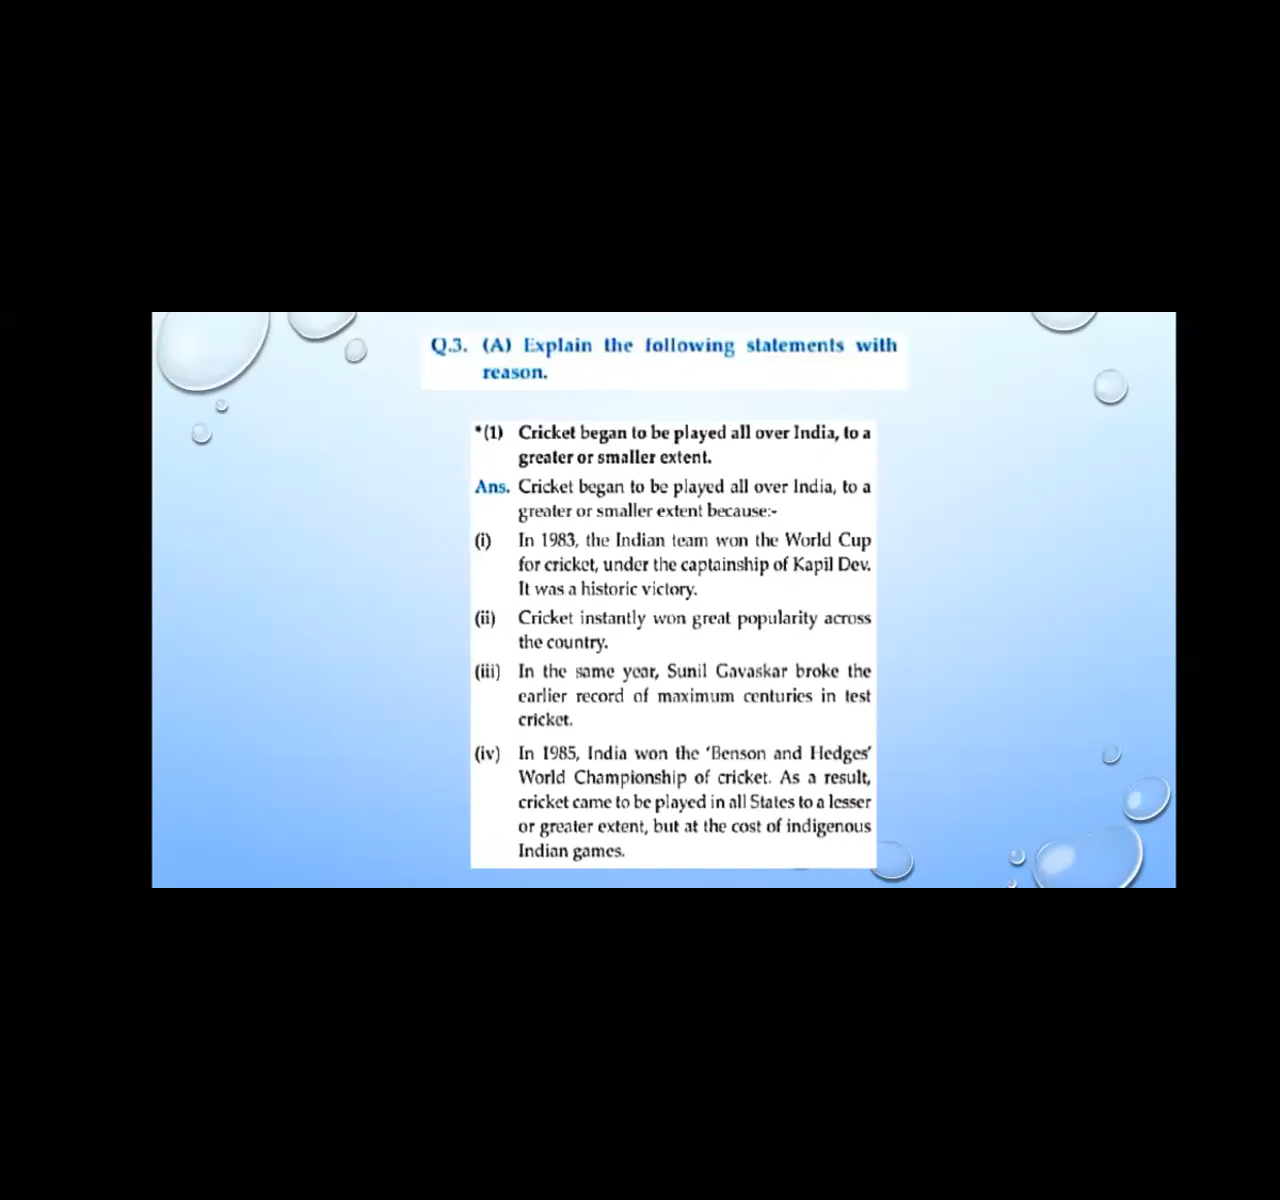 Q.3. (A) Explain the following statements with
reason.
*(1) Cricket began to be played all over India, to a
greater or smaller extent.
Ans. Cricket began to be played all over India, to a
greater or smaller extent because:-
(i) In 1983, the Indian team won the World Cup
for cricket, under the captainship of Kapil Dev.
It was a historic victory.
(ii) Cricket instantly won great popularity across
the country.
(iii) In the same year, Sunil Gavaskar broke the
earlier record of maximum centuries in test
cricket.
(iv) In 1985, India won the 'Benson and Hedges'
World Championship of cricket. As a result,
cricket came to be played in all States to a lesser
or greater extent, but at the cost of indigenous
Indian games.